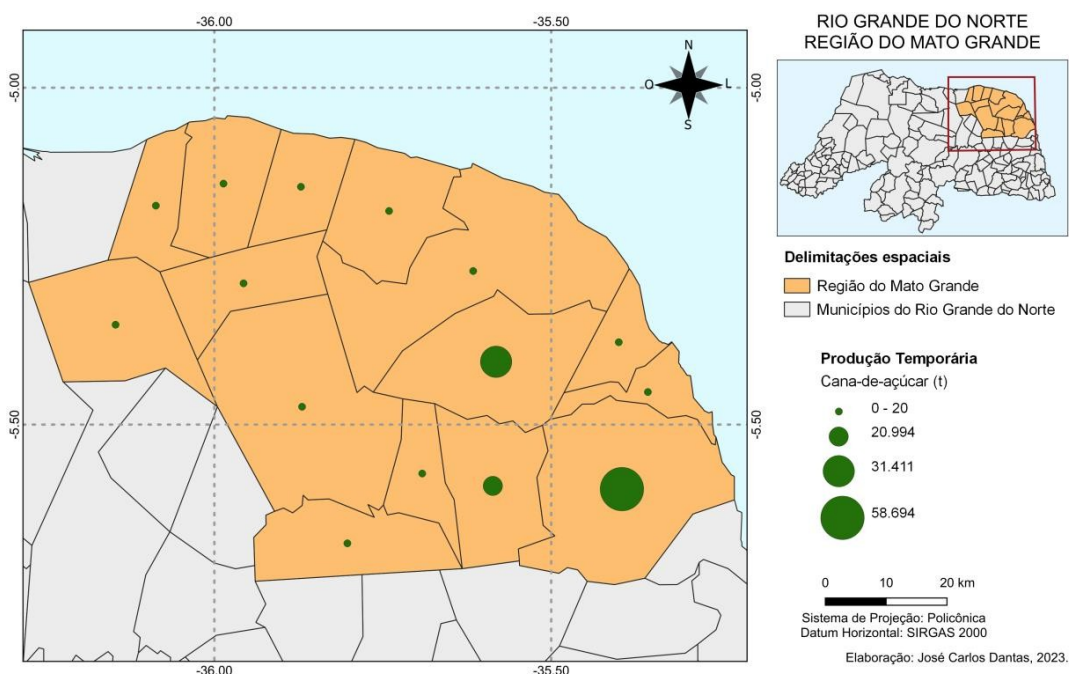 -36.00
-35.50
-5.00
-5.00
-5.50
-5.50
-36.00
-35.50
N
O
L
S
RIO GRANDE DO NORTE
REGIÃO DO MATO GRANDE
Delimitações espaciais
Região do Mato Grande
Municípios do Rio Grande do Norte
Produção Temporária
Cana-de-açúcar (t)
0 - 20
20.994
31.411
58.694
0 10 20 km
Sistema de Projeção: Policônica
Datum Horizontal: SIRGAS 2000
Elaboração: José Carlos Dantas, 2023.